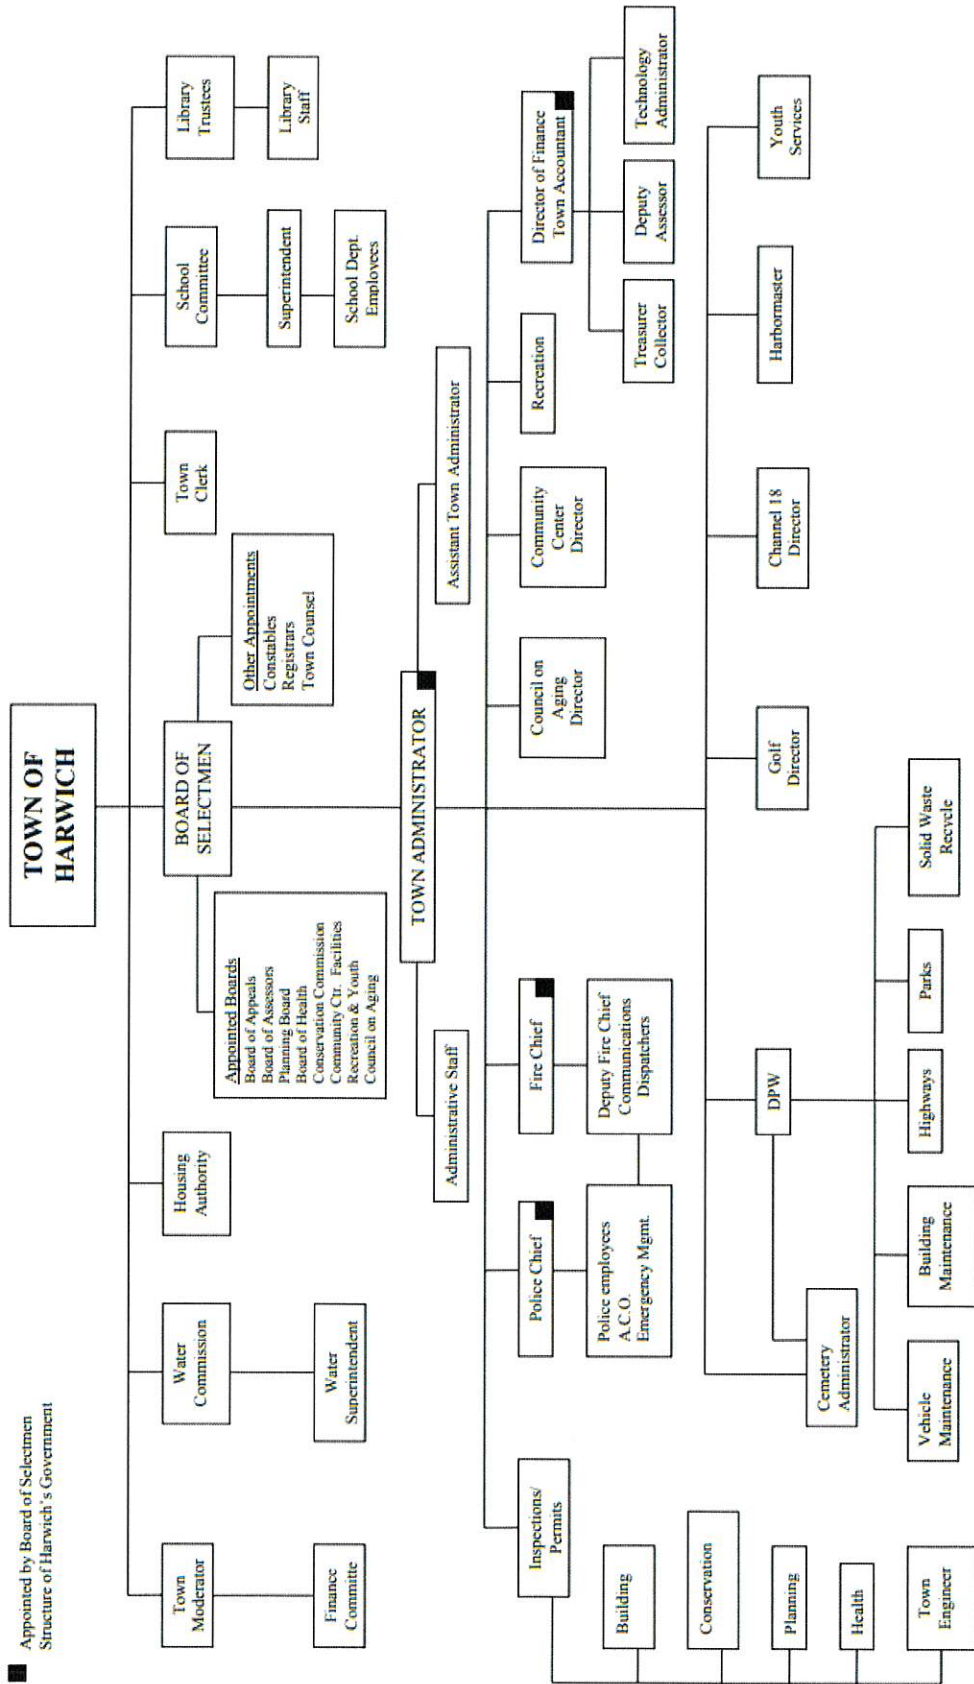 Appointed by Board of Selectmen
Structure of Harwich's Government
TOWN OF
HARWICH
Town
Moderator
Water
Commission
Housing
Authority
BOARD OF
SELECTMEN
Town
Clerk
School
Committee
Library
Trustees
Finance
Committe
Water
Superintendent
Appointed Boards
Board of Appeals
Board of Assessors
Planning Board
Board of Health
Conservation Commission
Community Ctr. Facilities
Recreation & Youth
Council on Aging
Other Appointments
Constables
Registrars
Town Counsel
Superintendent
School Dept.
Employees
Library
Staff
TOWN ADMINISTRATOR
Administrative Staff
Assistant Town Administrator
Inspections/
Permits
Police Chief
Fire Chief
Council on
Aging
Director
Community
Center
Director
Recreation
Director of Finance
Town Accountant
Building
Conservation
Planning
Health
Town
Engineer
Police employees
A.C.O.
Emergency Mgmt.
Deputy Fire Chief
Communications
Dispatchers
Treasurer
Collector
Deputy
Assessor
Technology
Administrator
Cemetery
Administrator
DPW
Golf
Director
Channel 18
Director
Harbormaster
Youth
Services
Vehicle
Maintenance
Building
Maintenance
Highways
Parks
Solid Waste
Recycle